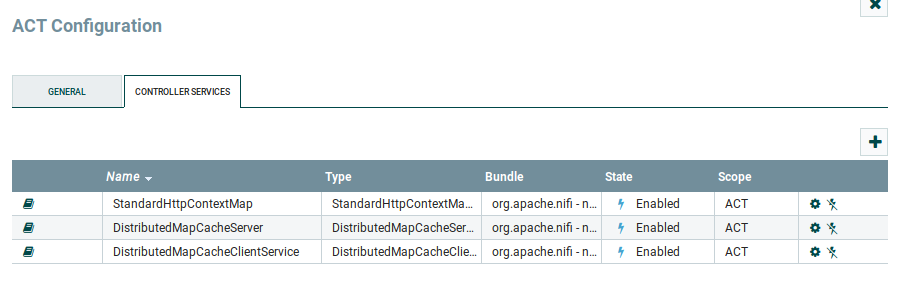 ACT Configuration
GENERAL
CONTROLLER SERVICES
Name Type Bundle State Scope
StandardHttpContextMap StandardHttpContextMa... org.apache.nifi - n... Enabled ACT
DistributedMapCacheServer DistributedMapCacheSer... org.apache.nifi - n... Enabled ACT
DistributedMapCacheClientService DistributedMapCacheClie... org.apache.nifi - n... Enabled ACT